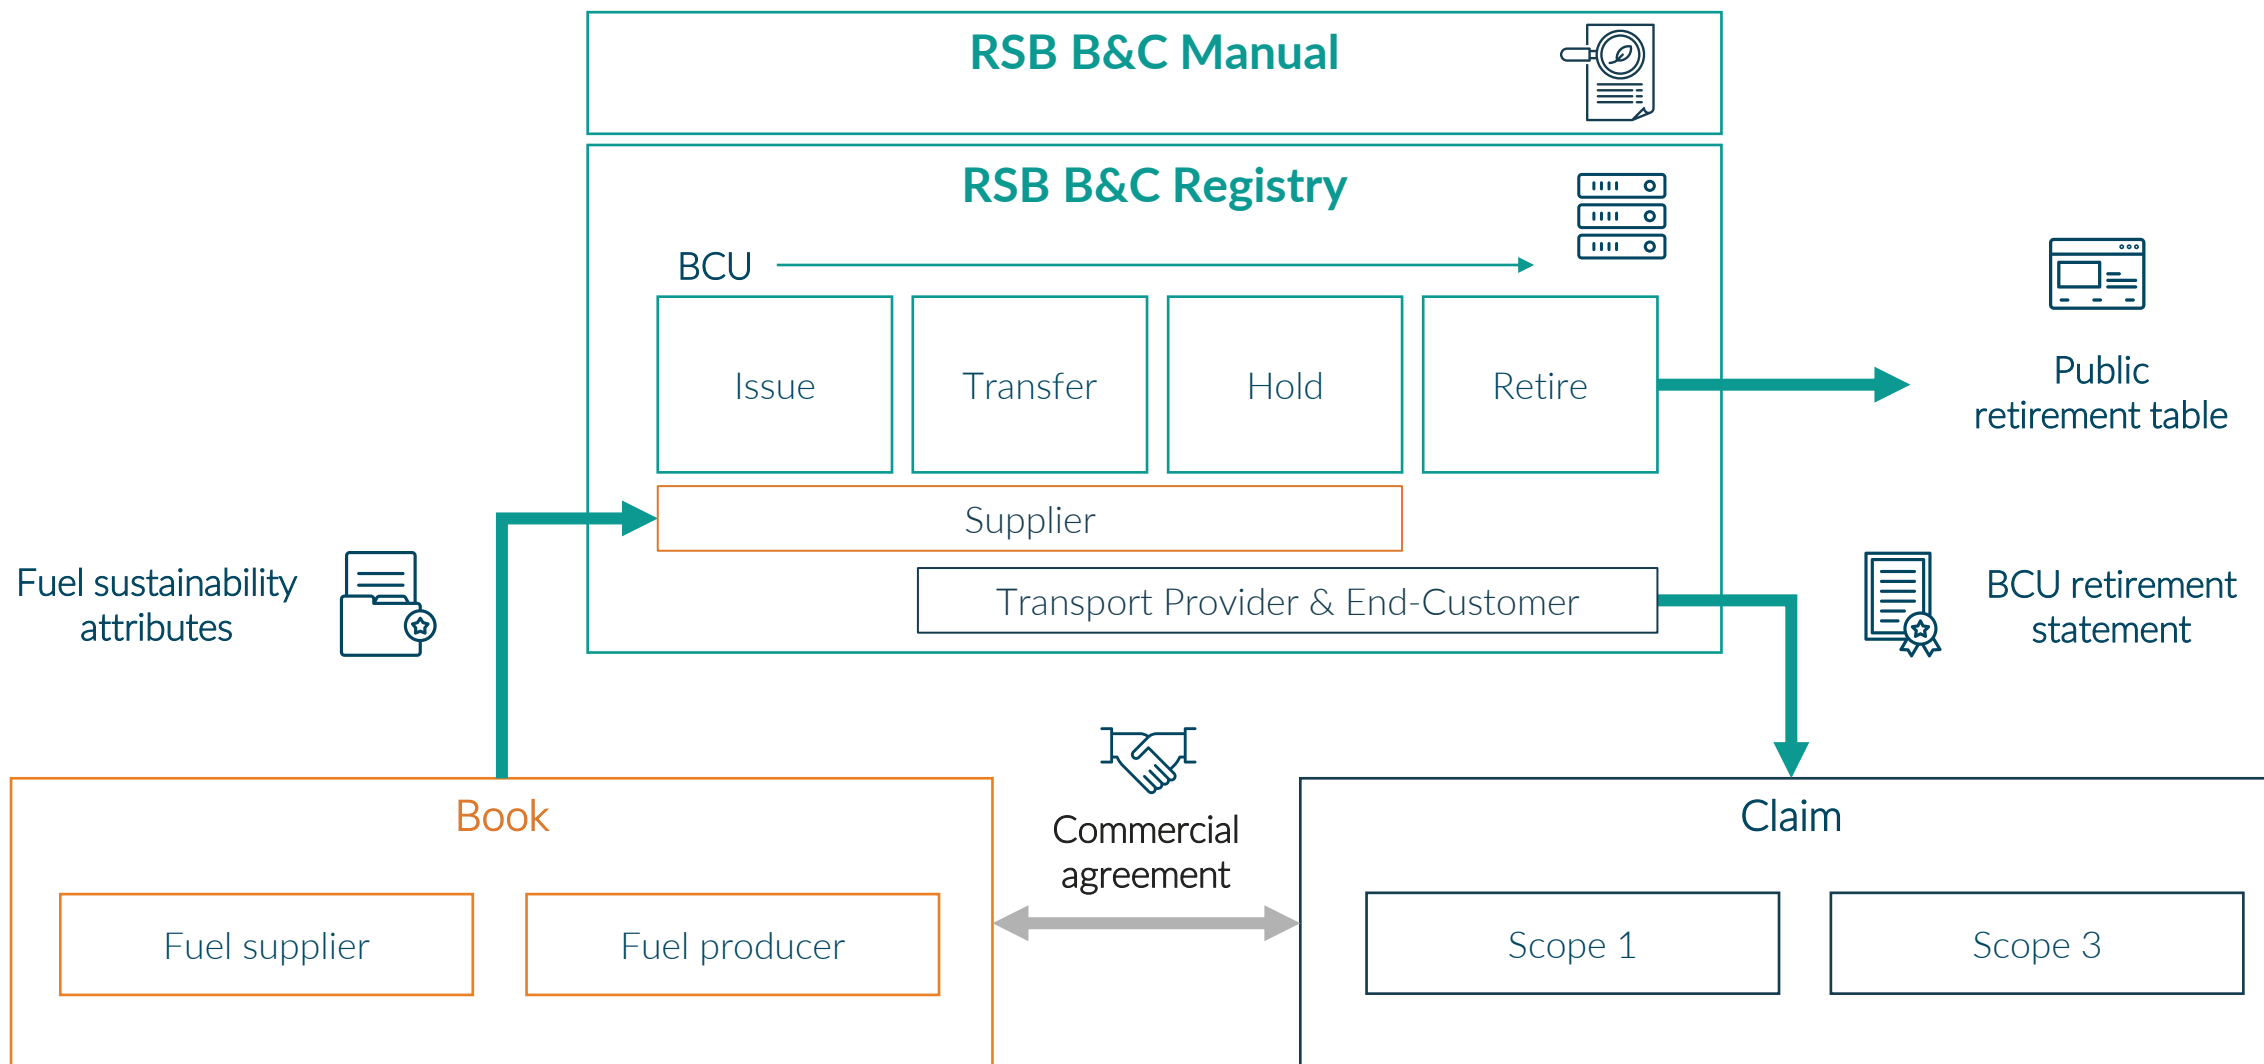 RSB B&C Manual
RSB B&C Registry
BCU
Issue
Transfer
Hold
Retire
Public
retirement table
Supplier
Transport Provider & End-Customer
Fuel sustainability
attributes
BCU retirement
statement
Book
Commercial
agreement
Claim
Fuel supplier
Fuel producer
Scope 1
Scope 3